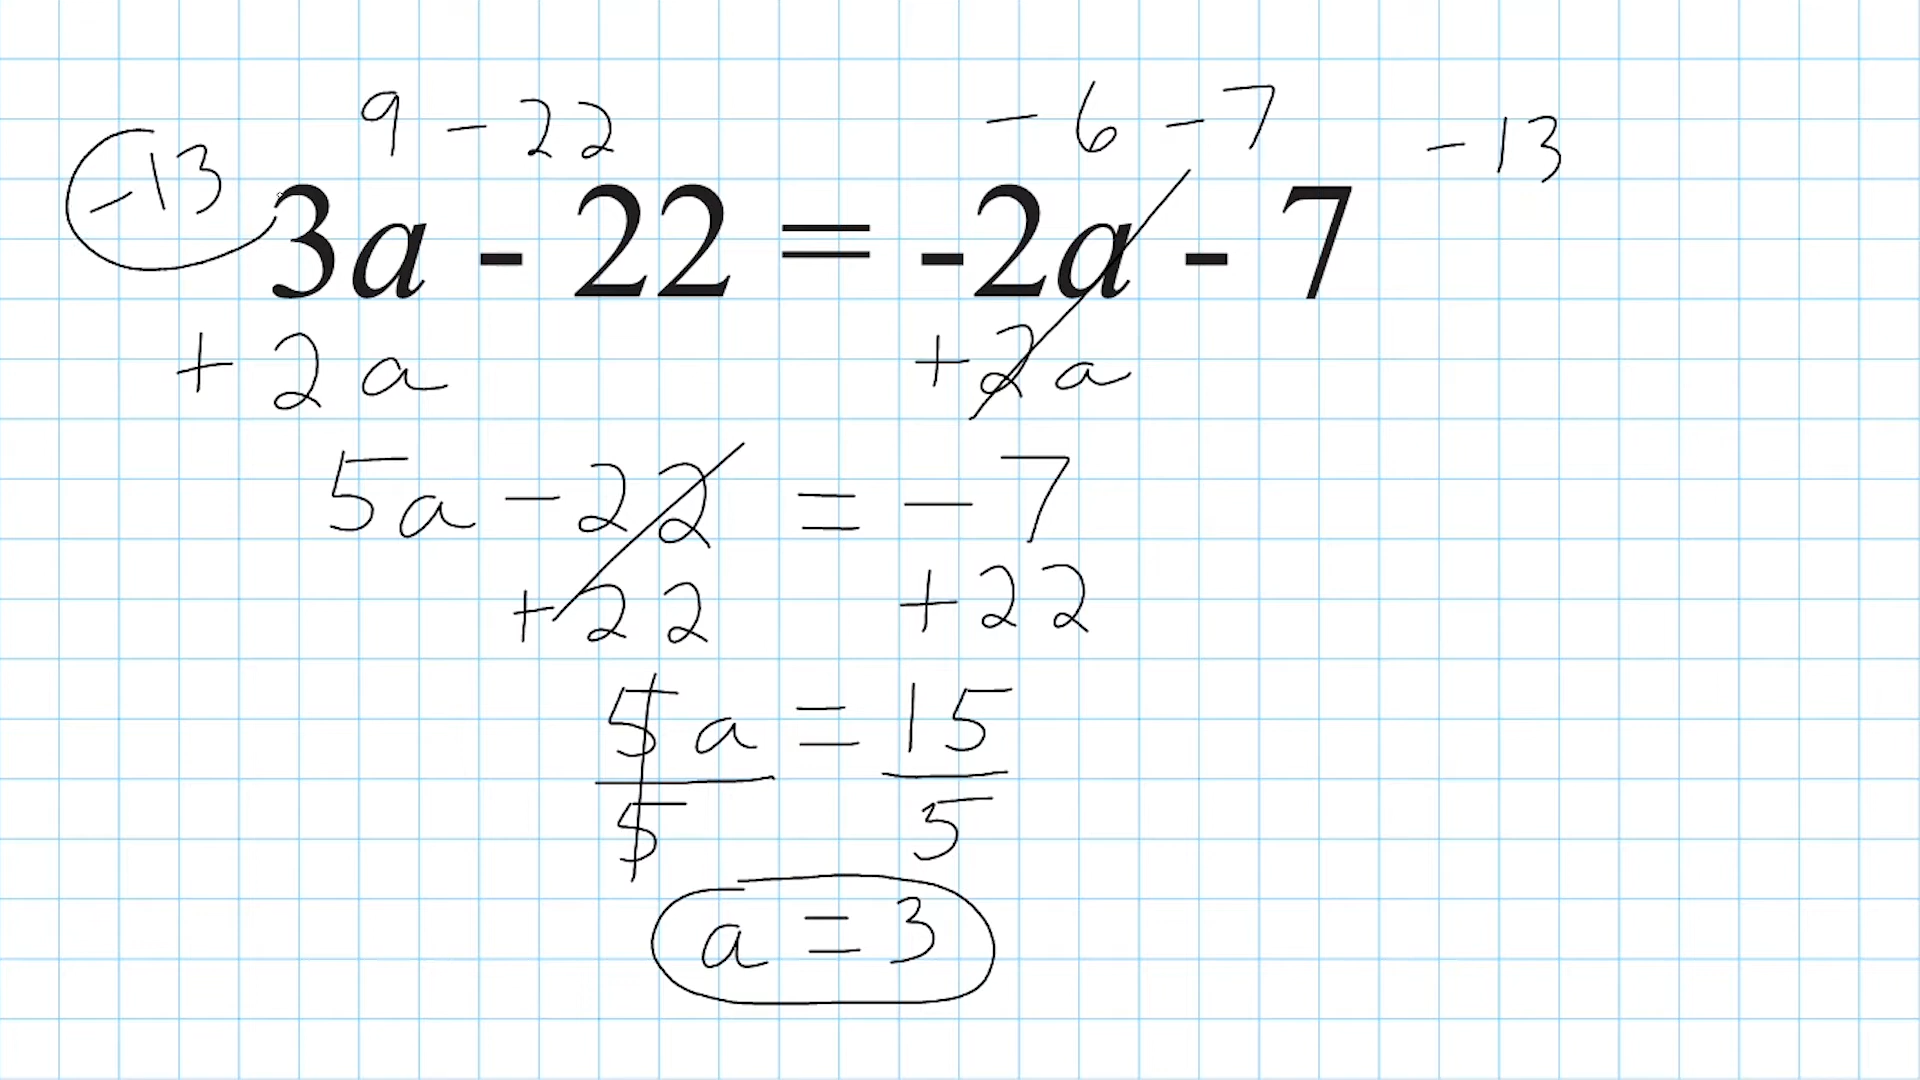 9 - 22 - 6 - 7
-13 3a - 22 = -2a - 7 - 13
+ 2a + 2a
5a - 22 = - 7
+ 22 + 22
5a = 15
5 5
a = 3